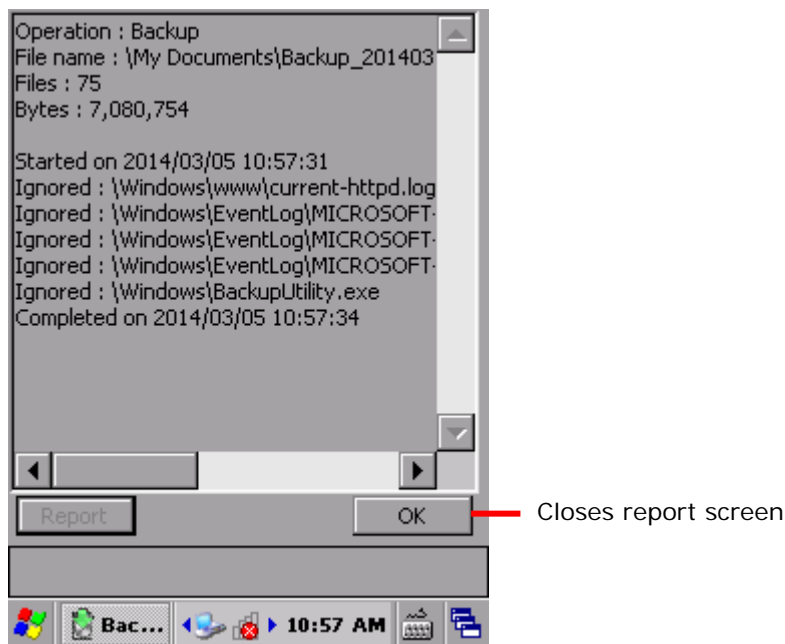 Operation : Backup
File name : \My Documents\Backup_201403
Files : 75
Bytes : 7,080,754
Started on 2014/03/05 10:57:31
Ignored : \Windows\www\current-httpd.log
Ignored : \Windows\EventLog\MICROSOFT-
Ignored : \Windows\EventLog\MICROSOFT-
Ignored : \Windows\EventLog\MICROSOFT-
Ignored : \Windows\BackupUtility.exe
Completed on 2014/03/05 10:57:34
Report
OK
Closes report screen
Bac...
10:57 AM